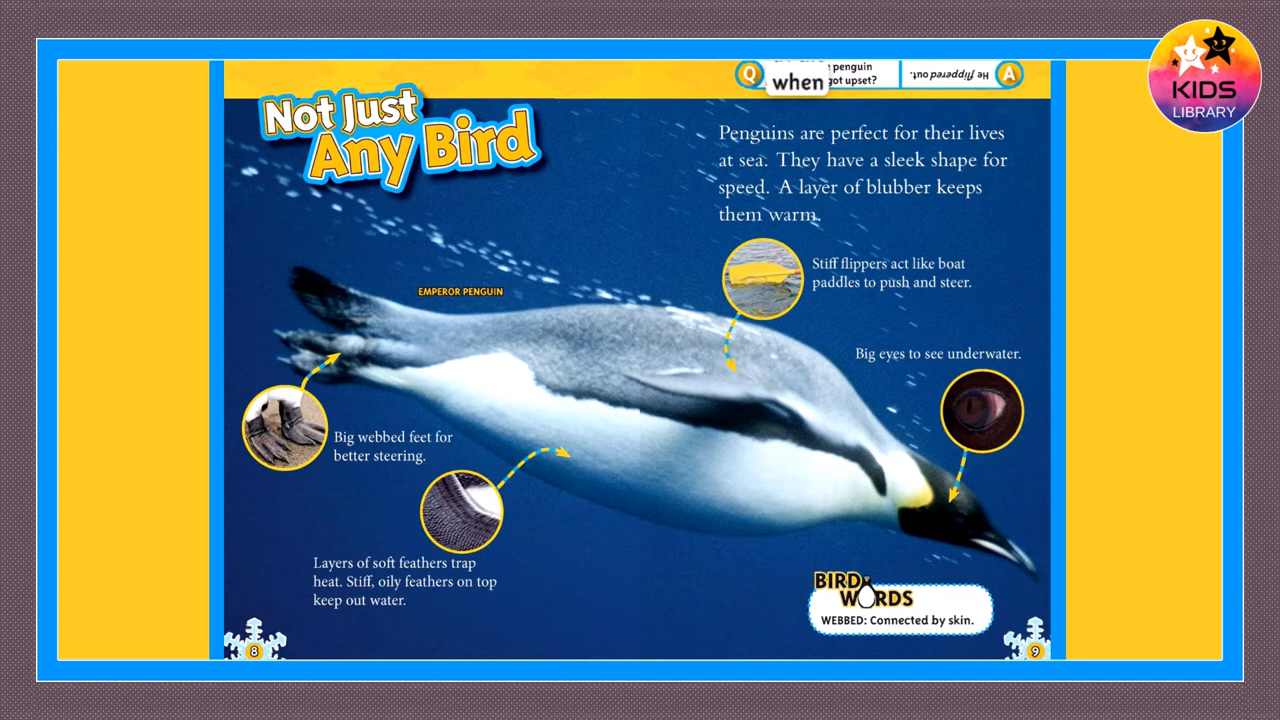 KIDS
LIBRARY
Q
penguin
when
got upset?
He flippered out.
A
Not Just
Any Bird
Penguins are perfect for their lives
at sea. They have a sleek shape for
speed. A layer of blubber keeps
them warm.
Stiff flippers act like boat
paddles to push and steer.
EMPEROR PENGUIN
Big eyes to see underwater.
Big webbed feet for
better steering.
Layers of soft feathers trap
heat. Stiff, oily feathers on top
keep out water.
BIRD
WORDS
WEBBED: Connected by skin.
8
9